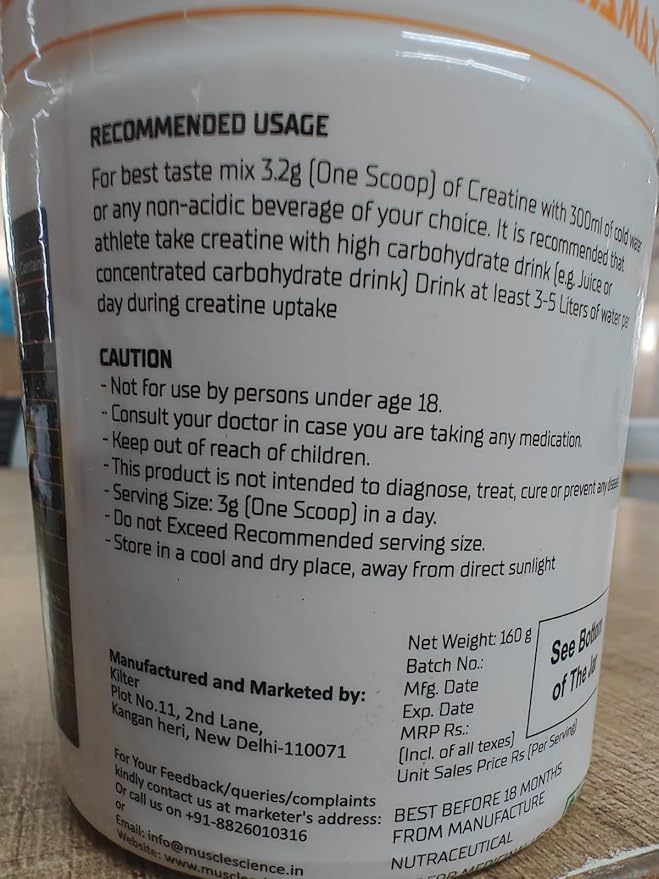 RECOMMENDED USAGE
For best taste mix 3.2g (One Scoop) of Creatine with 300ml of cold water
or any non-acidic beverage of your choice. It is recommended that
athlete take creatine with high carbohydrate drink (e.g. Juice or
concentrated carbohydrate drink) Drink at least 3-5 Liters of water per
day during creatine uptake
CAUTION
- Not for use by persons under age 18.
- Consult your doctor in case you are taking any medication.
- Keep out of reach of children.
- This product is not intended to diagnose, treat, cure or prevent any
- Serving Size: 3g (One Scoop) in a day.
- Do not Exceed Recommended serving size.
- Store in a cool and dry place, away from direct sunlight
Manufactured and Marketed by:
Kilter
Plot No.11, 2nd Lane,
Kangan heri, New Delhi-110071
For Your Feedback/queries/complaints
kindly contact us at marketer's address:
or
Or call us on +91-8826010316
Email: info@musclescience.in
Website:
Net Weight: 160 g
Batch No.:
Mfg. Date
Exp. Date
MRP Rs.:
(Incl. of all texes)
Unit Sales Price Rs (Per Serving)
See Bottom
of The Jar
BEST BEFORE 18 MONTHS
FROM MANUFACTURE
NUTRACEUTICAL